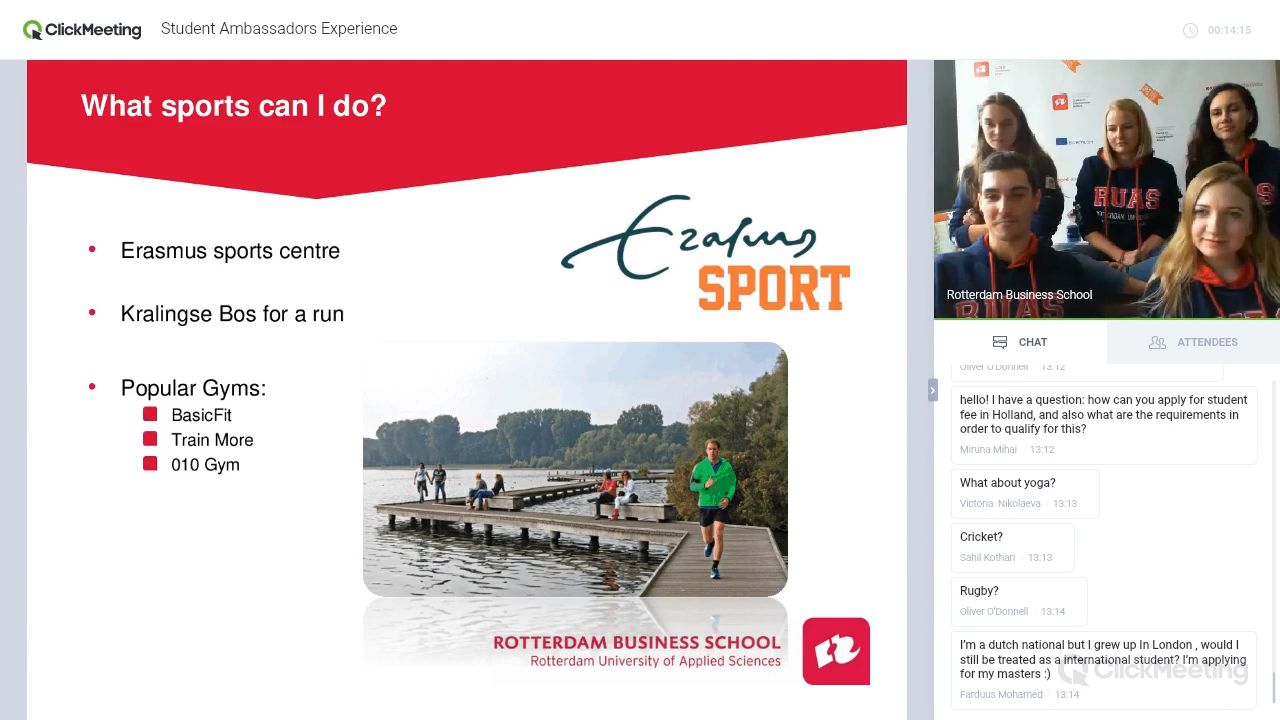 ClickMeeting
Student Ambassadors Experience
00:14:15
What sports can I do?
Erasmus sports centre
Kralingse Bos for a run
Popular Gyms:
BasicFit
Train More
010 Gym
Erasmus
SPORT
ROTTERDAM BUSINESS SCHOOL
Rotterdam University of Applied Sciences
RUAS
Rotterdam Business School
CHAT
ATTENDEES
Oliver O'Donnell · 13:12
hello! I have a question: how can you apply for student
fee in Holland, and also what are the requirements in
order to qualify for this?
Miruna Mihai · 13:12
What about yoga?
Victoria Nikolaeva · 13:13
Cricket?
Sahil Kothari · 13:13
Rugby?
Oliver O'Donnell · 13:14
I'm a dutch national but I grew up In London , would I
still be treated as a international student? I'm applying
for my masters :)
Farduus Mohamed · 13:14
ClickMeeting